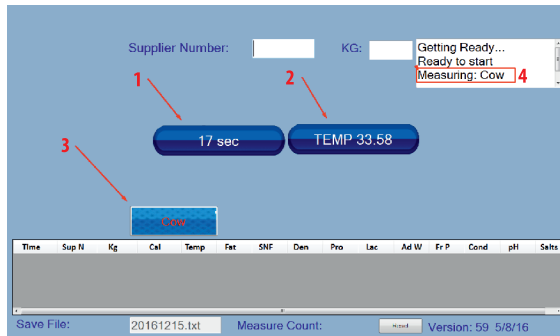 Supplier Number: KG:
Getting Ready...
Ready to start
Measuring: Cow 4
1 2
17 sec TEMP 33.58
3
Cow
Time Sup N Kg Cal Temp Fat SNF Den Pro Lac Ad W Fr P Cond pH Salts
Save File: 20161215.txt Measure Count: Reset Version: 59 5/8/16